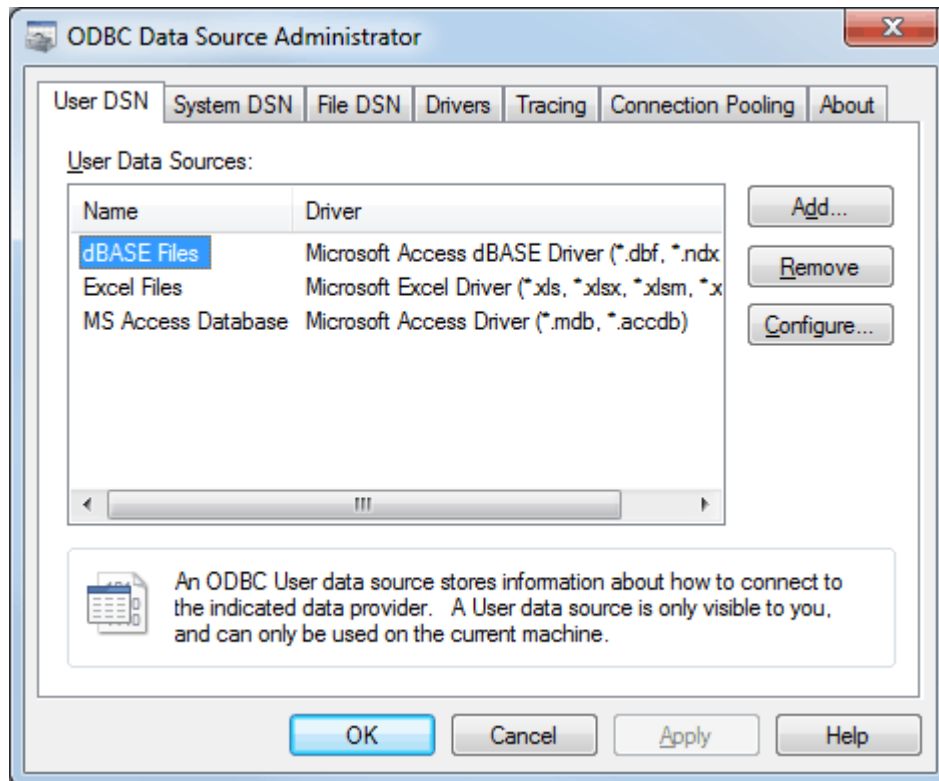 ODBC Data Source Administrator
User DSN System DSN File DSN Drivers Tracing Connection Pooling About
User Data Sources:
Name Driver
dBASE Files Microsoft Access dBASE Driver (*.dbf, *.ndx
Excel Files Microsoft Excel Driver (*.xls, *.xlsx, *.xlsm, *.x
MS Access Database Microsoft Access Driver (*.mdb, *.accdb)
Add...
Remove
Configure...
An ODBC User data source stores information about how to connect to
the indicated data provider. A User data source is only visible to you,
and can only be used on the current machine.
OK Cancel Apply Help